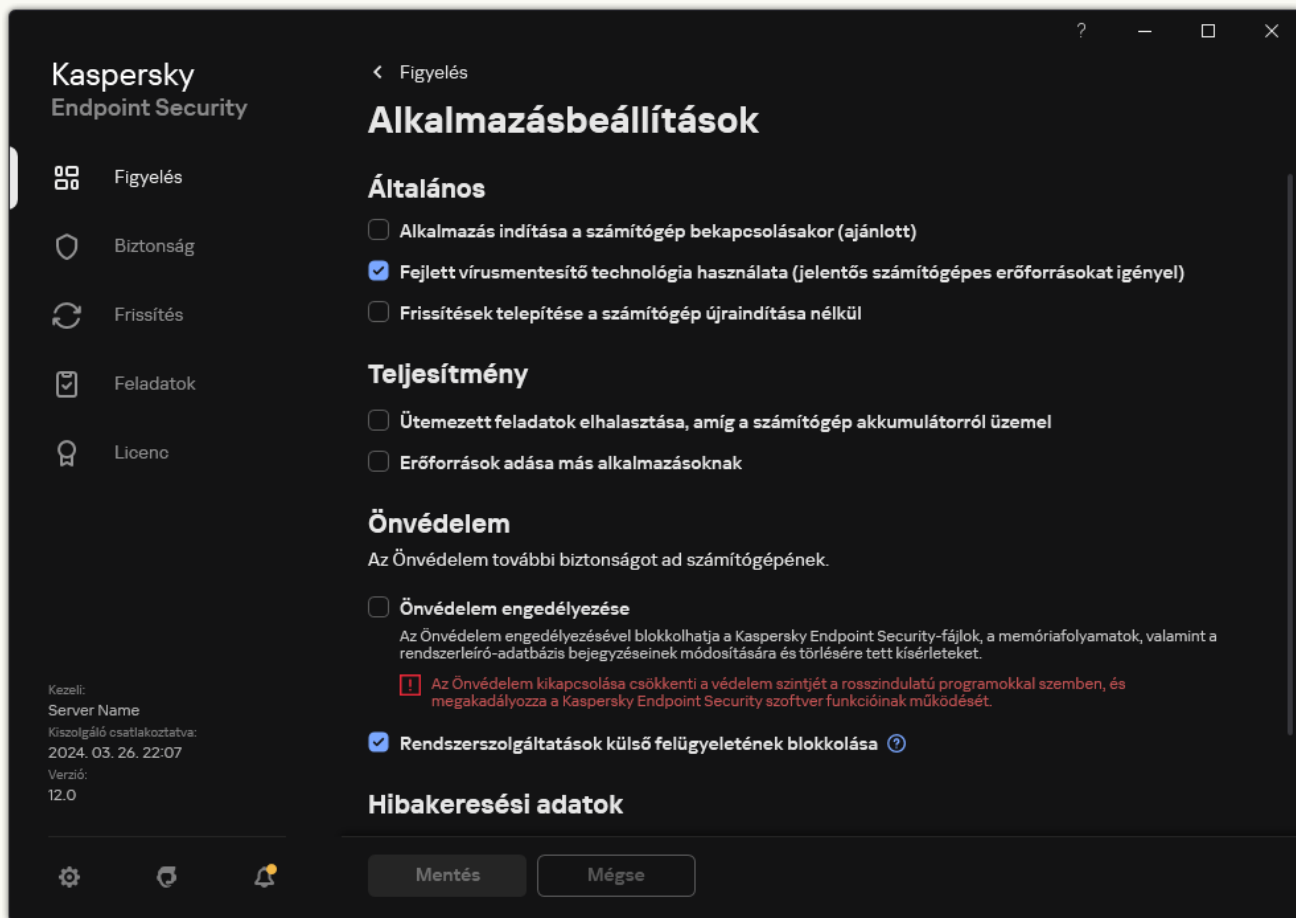 ?
Kaspersky
Endpoint Security
Figyelés
Biztonság
Frissítés
Feladatok
Licenc
Kezeli:
Server Name
Kiszolgáló csatlakoztatva:
2024. 03. 26. 22:07
Verzió:
12.0
Figyelés
Alkalmazásbeállítások
Általános
Alkalmazás indítása a számítógép bekapcsolásakor (ajánlott)
Fejlett vírusmentesítő technológia használata (jelentős számítógépes erőforrásokat igényel)
Frissítések telepítése a számítógép újraindítása nélkül
Teljesítmény
Ütemezett feladatok elhalasztása, amíg a számítógép akkumulátorról üzemel
Erőforrások adása más alkalmazásoknak
Önvédelem
Az Önvédelem további biztonságot ad számítógépének.
Önvédelem engedélyezése
Az Önvédelem engedélyezésével blokkolhatja a Kaspersky Endpoint Security-fájlok, a memóriafolyamatok, valamint a
rendszerleíró-adatbázis bejegyzéseinek módosítására és törlésére tett kísérleteket.
! Az Önvédelem kikapcsolása csökkenti a védelem szintjét a rosszindulatú programokkal szemben, és
megakadályozza a Kaspersky Endpoint Security szoftver funkcióinak működését.
Rendszerszolgáltatások külső felügyeletének blokkolása ?
Hibakeresési adatok
Mentés
Mégse